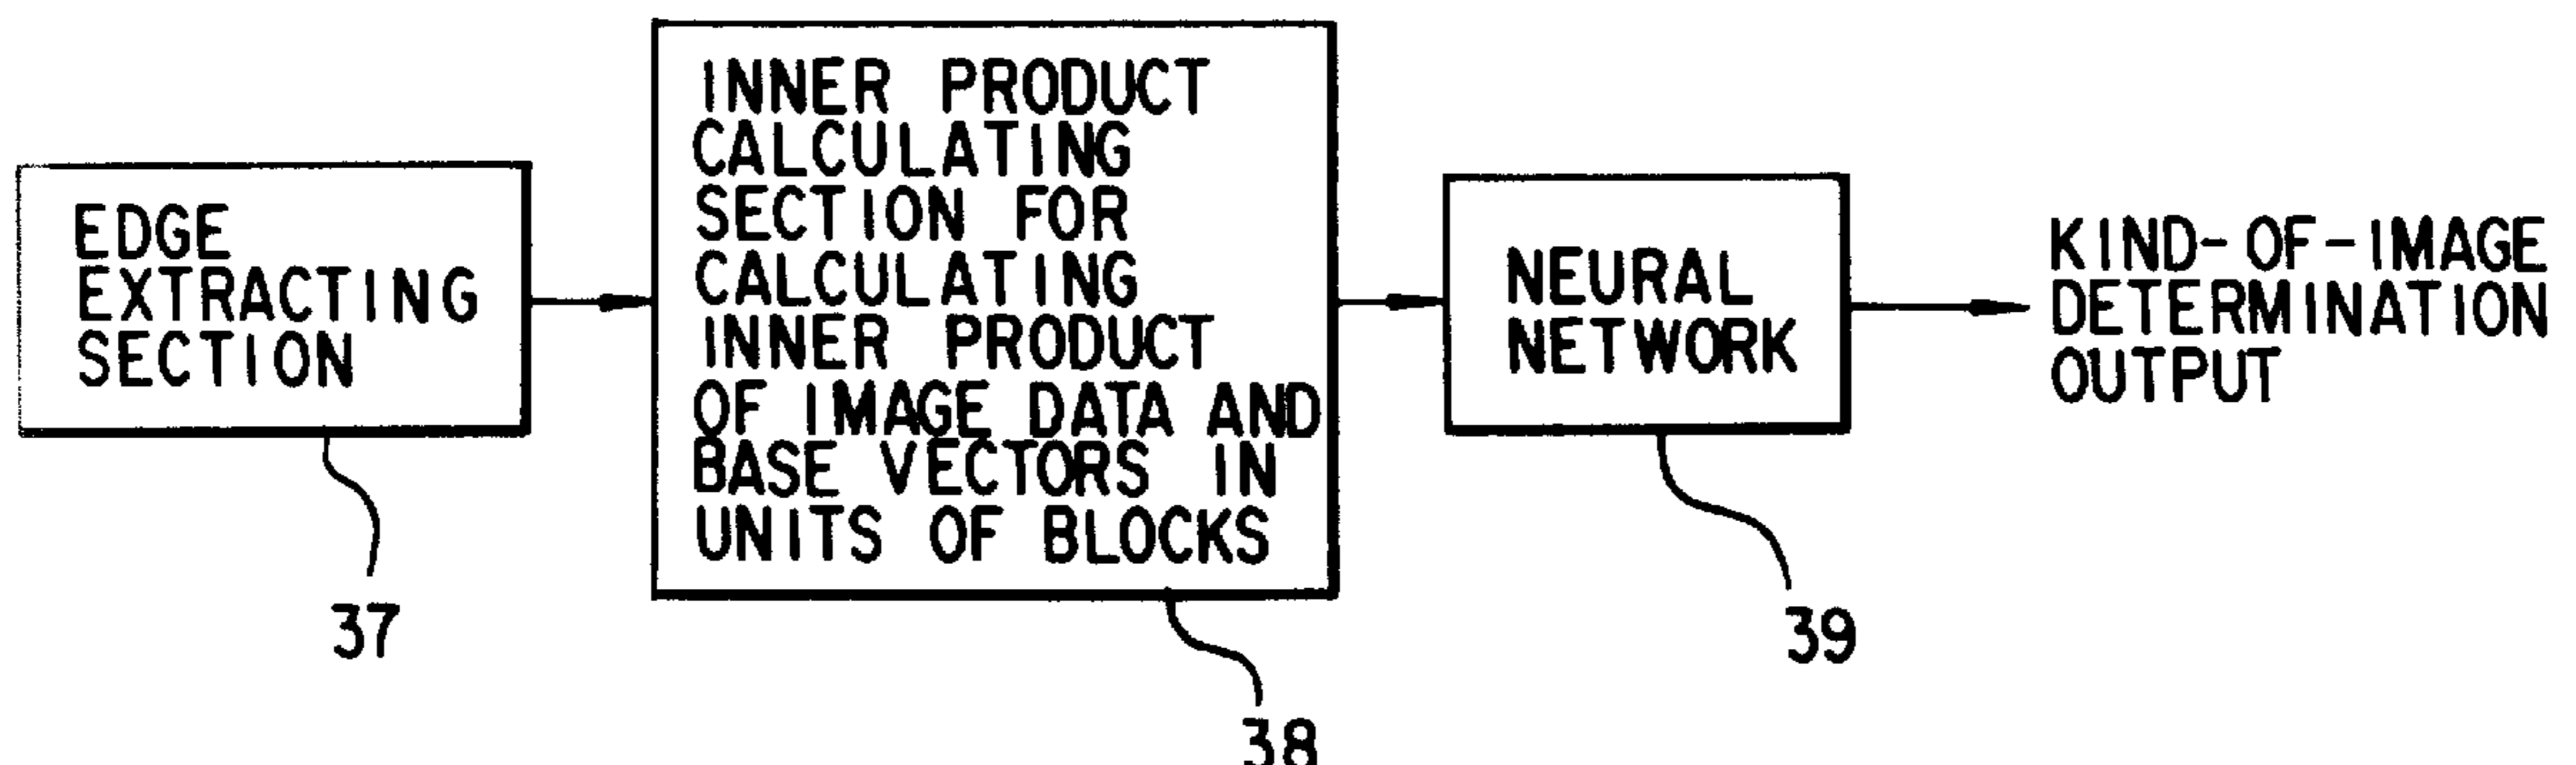 EDGE
EXTRACTING
SECTION
37
INNER PRODUCT
CALCULATING
SECTION FOR
CALCULATING
INNER PRODUCT
OF IMAGE DATA AND
BASE VECTORS IN
UNITS OF BLOCKS
38
NEURAL
NETWORK
39
KIND-OF-IMAGE
DETERMINATION
OUTPUT